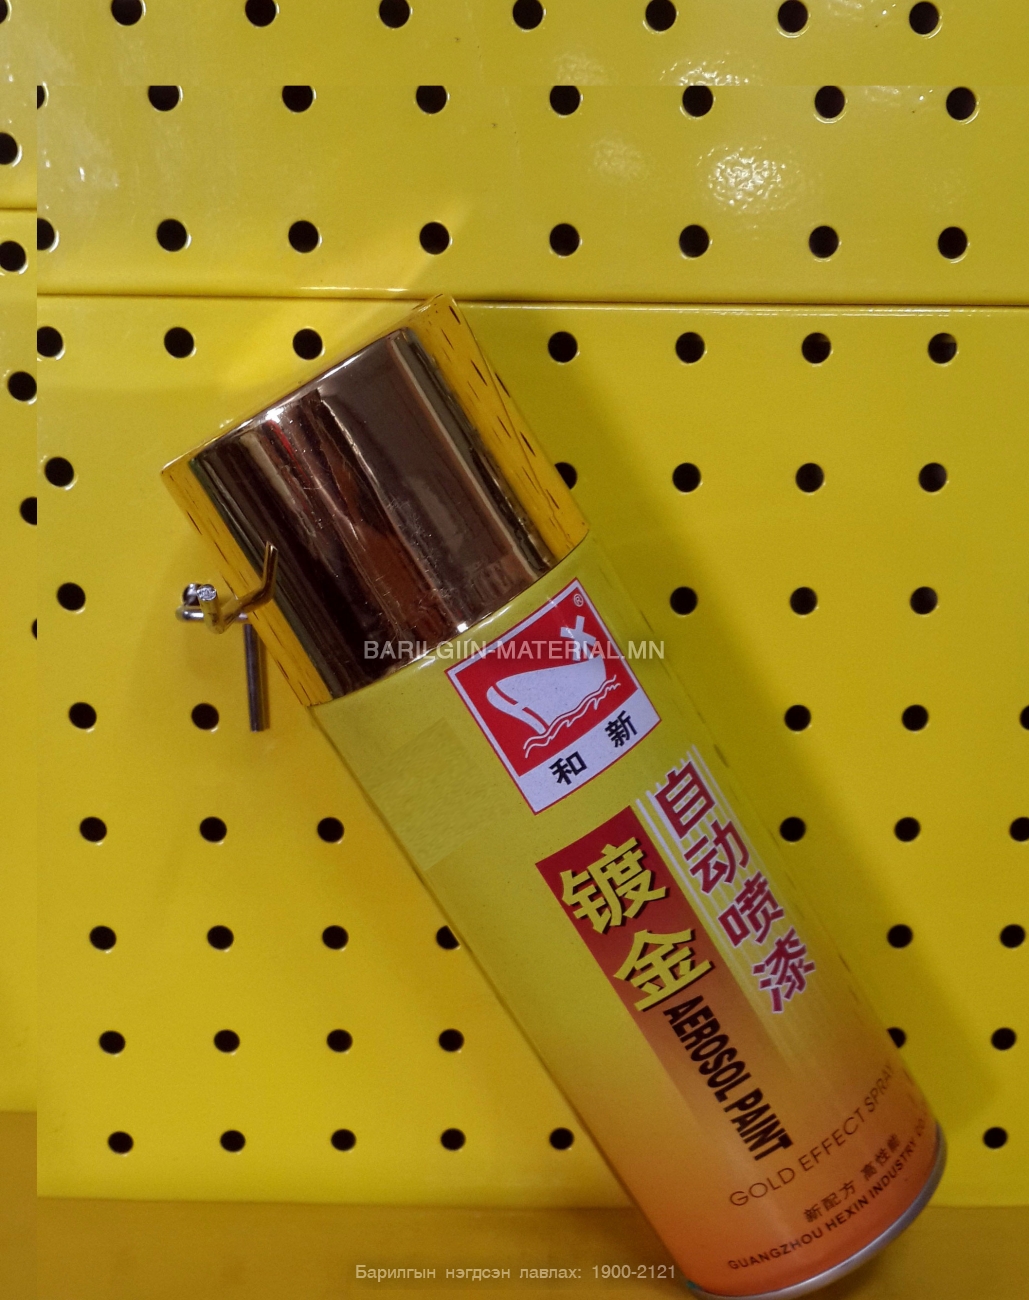 BARILGIIN-MATERIAL.MN
®
和 新
自动喷漆
镀金
AEROSOL PAINT
GOLD EFFECT SPRAY
新配方 高性能
GUANGZHOU HEXIN INDUSTRY CO
Барилгын нэгдсэн лавлах: 1900-2121